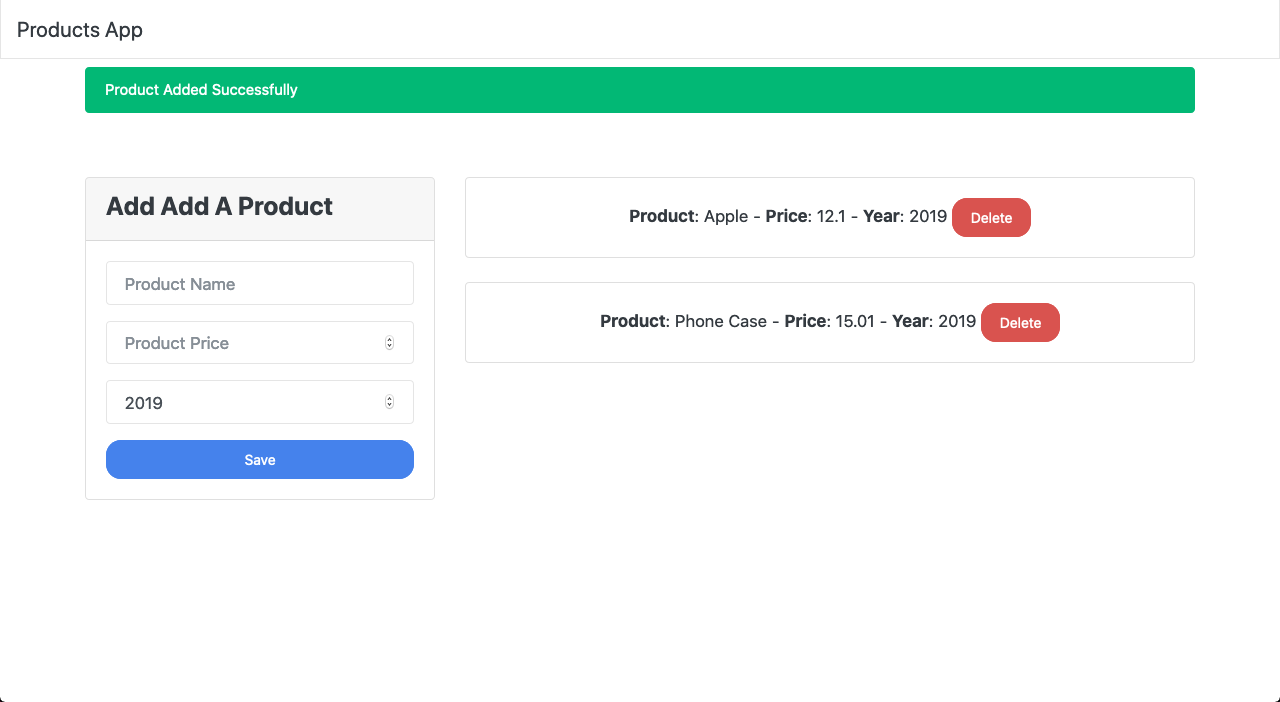 Products App
Product Added Successfully
Add Add A Product
Product Name
Product Price
2019
Save
Product: Apple - Price: 12.1 - Year: 2019 Delete
Product: Phone Case - Price: 15.01 - Year: 2019 Delete